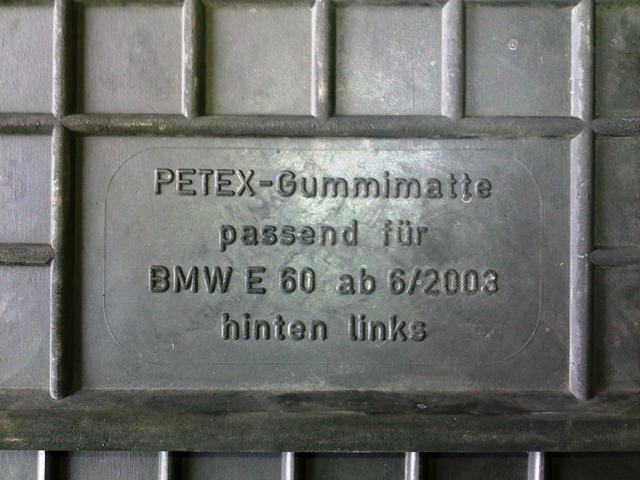 PETEX-Gummimatte
passend für
BMW E 60 ab 6/2003
hinten links